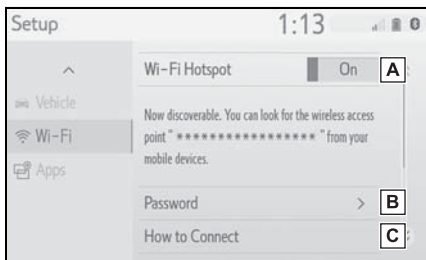 Setup
1:13
Wi-Fi Hotspot
On
A
Vehicle
Now discoverable. You can look for the wireless access
point " ***************** " from your
mobile devices.
Wi-Fi
Apps
Password
B
How to Connect
C